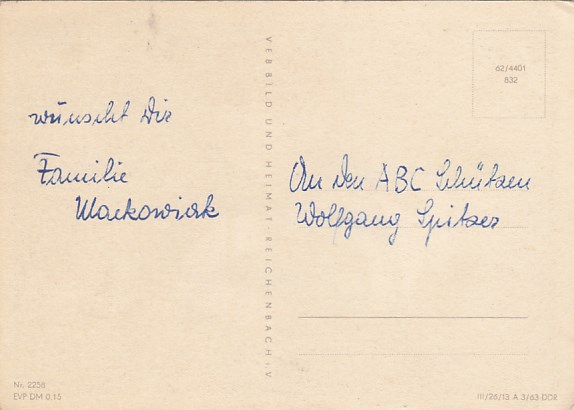 62/4401
832
wünscht Dir
Familie
Mackowiak
An den ABC Schützen
Wolfgang Spitzer
VEB BILD UND HEIMAT · REICHENBACH i.V.
Nr. 2258
EVP DM 0.15
III/26/13 A 3/63 DDR